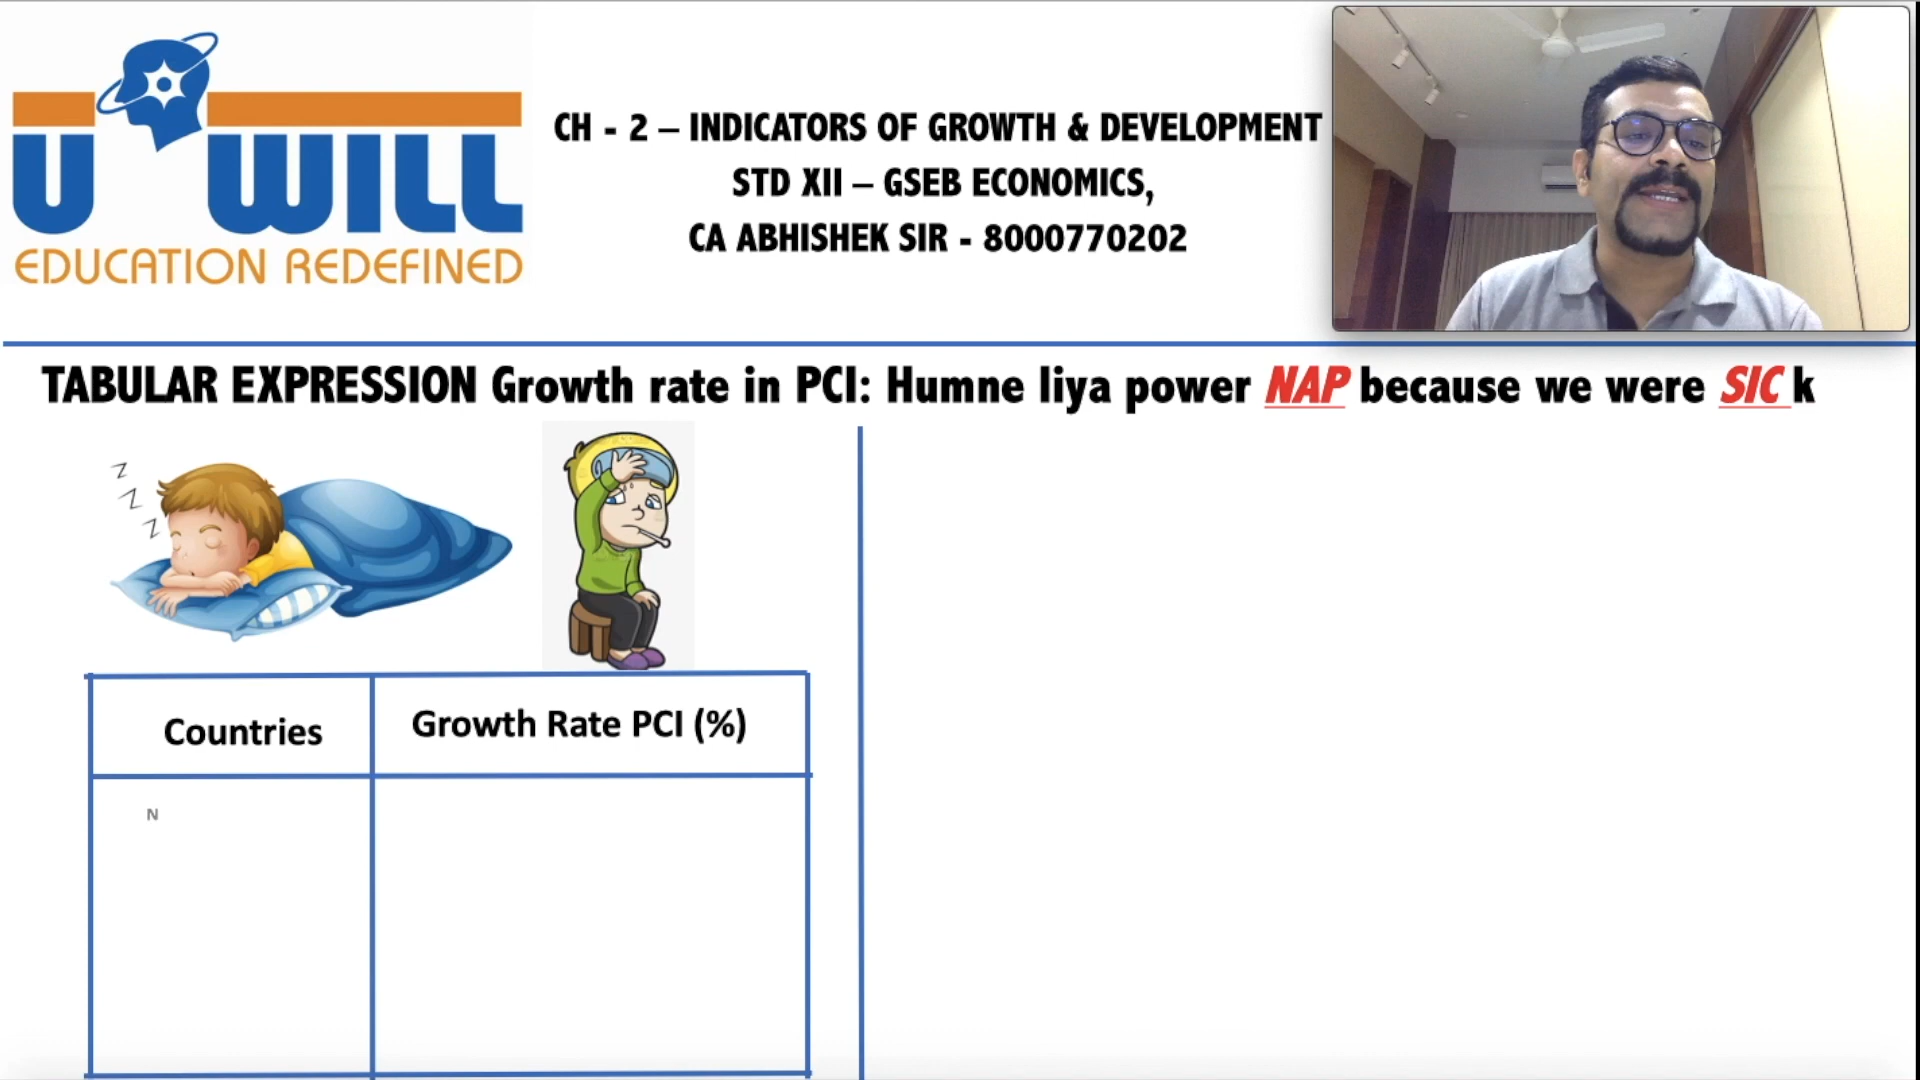 U WILL
EDUCATION REDEFINED
CH - 2 – INDICATORS OF GROWTH & DEVELOPMENT
STD XII – GSEB ECONOMICS,
CA ABHISHEK SIR - 8000770202
TABULAR EXPRESSION Growth rate in PCI: Humne liya power NAP because we were SIC k
Z
Z
Z
Countries
Growth Rate PCI (%)
N